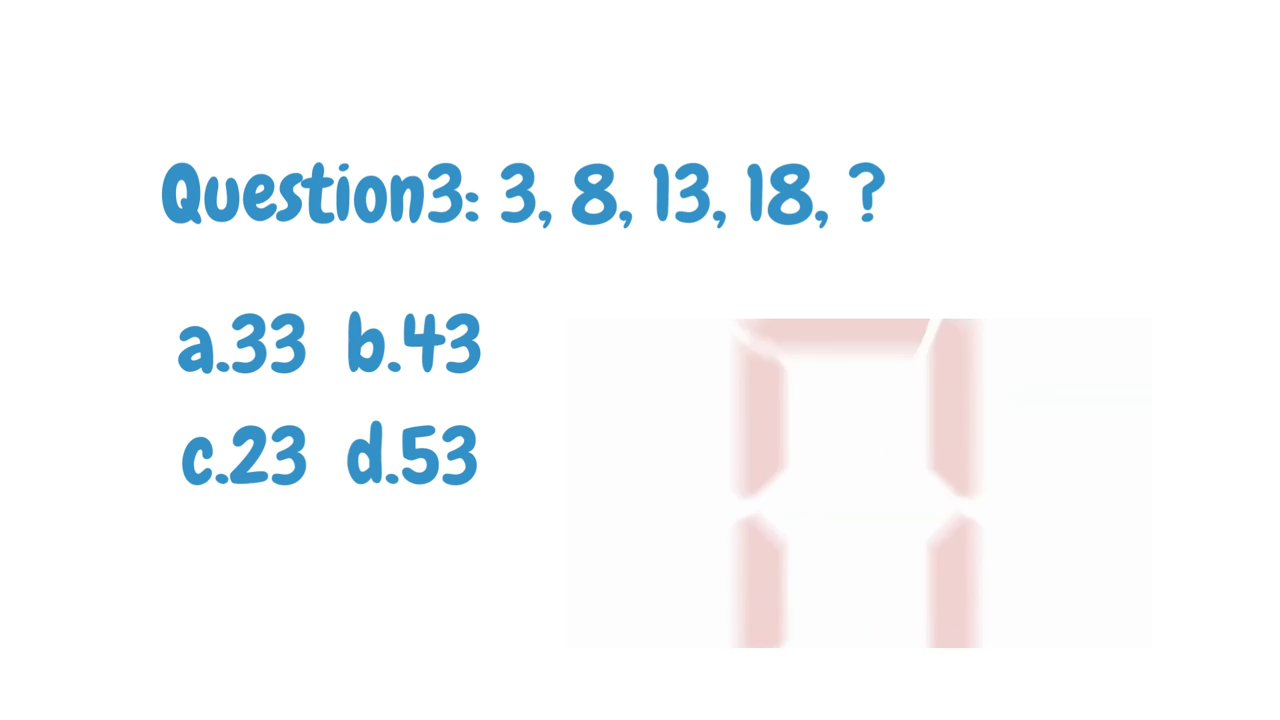 Question3: 3, 8, 13, 18, ?
a.33 b.43
c.23 d.53